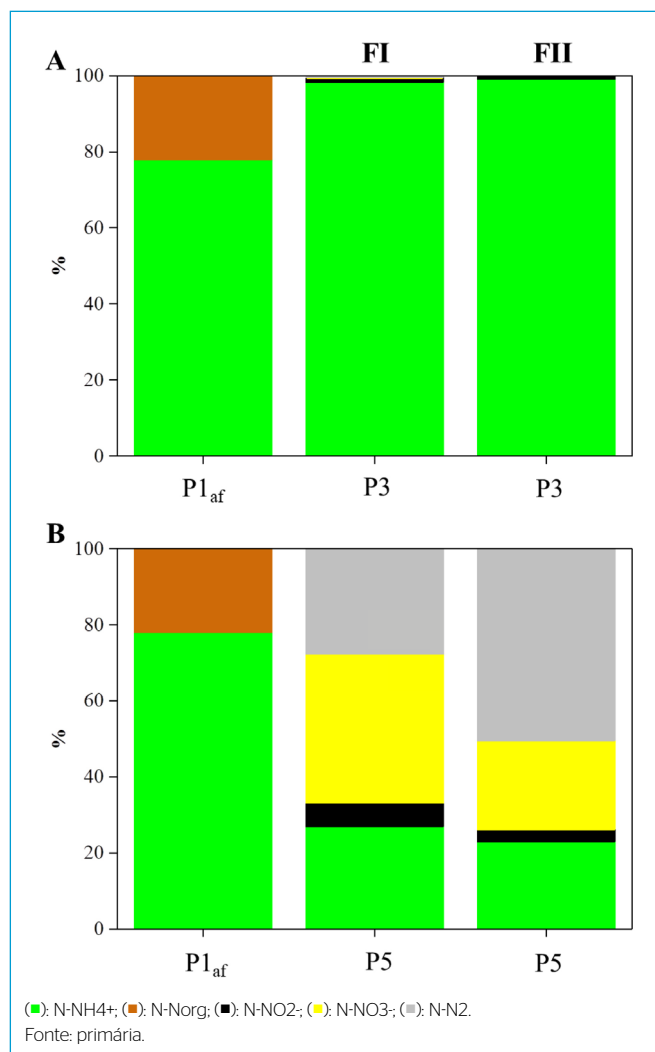 A FI FII
100
80
60
40
20
0
%
P1af P3 P3
B
100
80
60
40
20
0
%
P1af P5 P5
(■): N-NH4+; (■): N-Norg; (■): N-NO2-; (■): N-NO3-; (■): N-N2.
Fonte: primária.